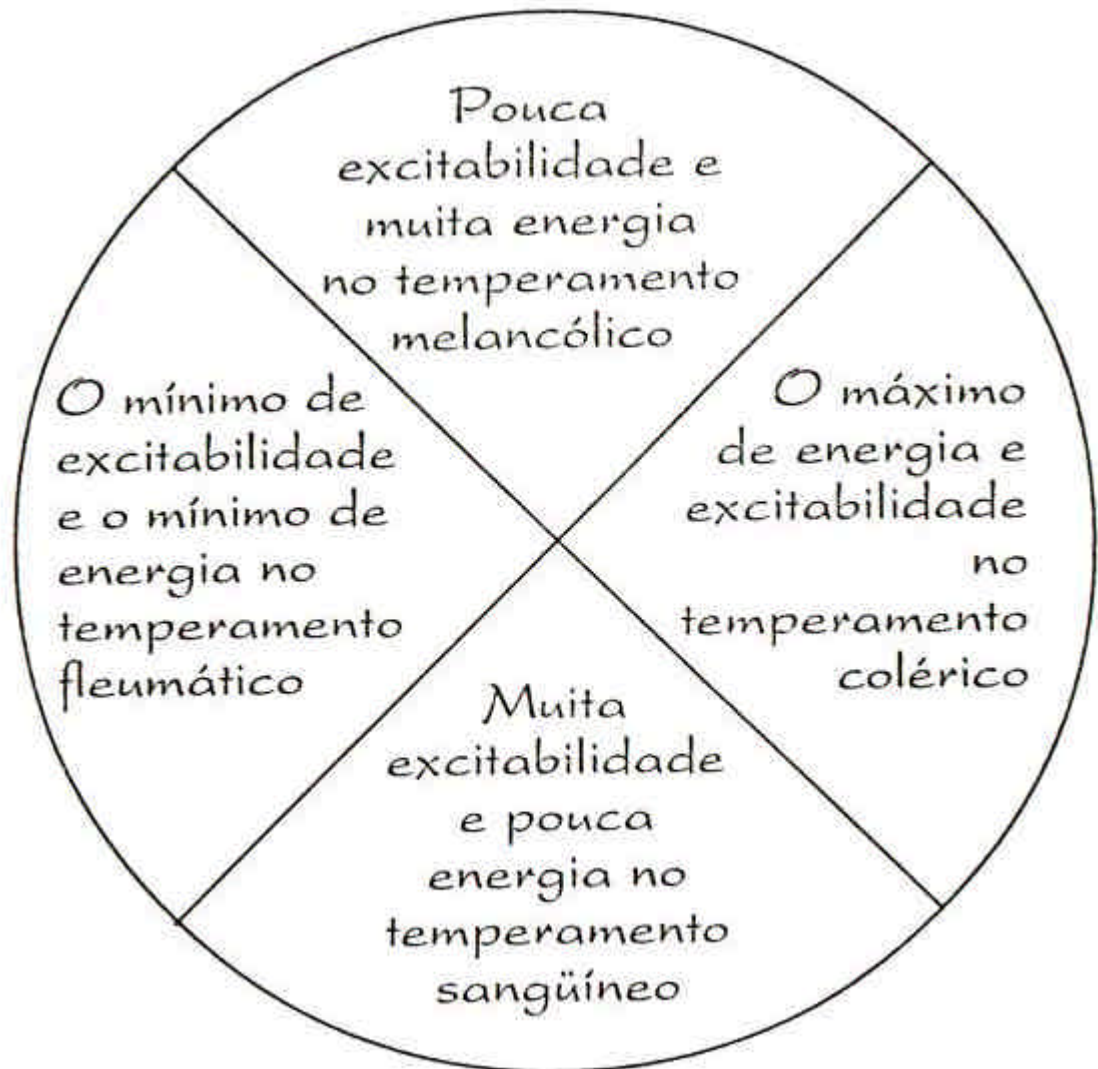 Pouca
excitabilidade e
muita energia
no temperamento
melancólico
O mínimo de
excitabilidade
e o mínimo de
energia no
temperamento
fleumático
O máximo
de energia e
excitabilidade
no
temperamento
colérico
Muita
excitabilidade
e pouca
energia no
temperamento
sangüíneo